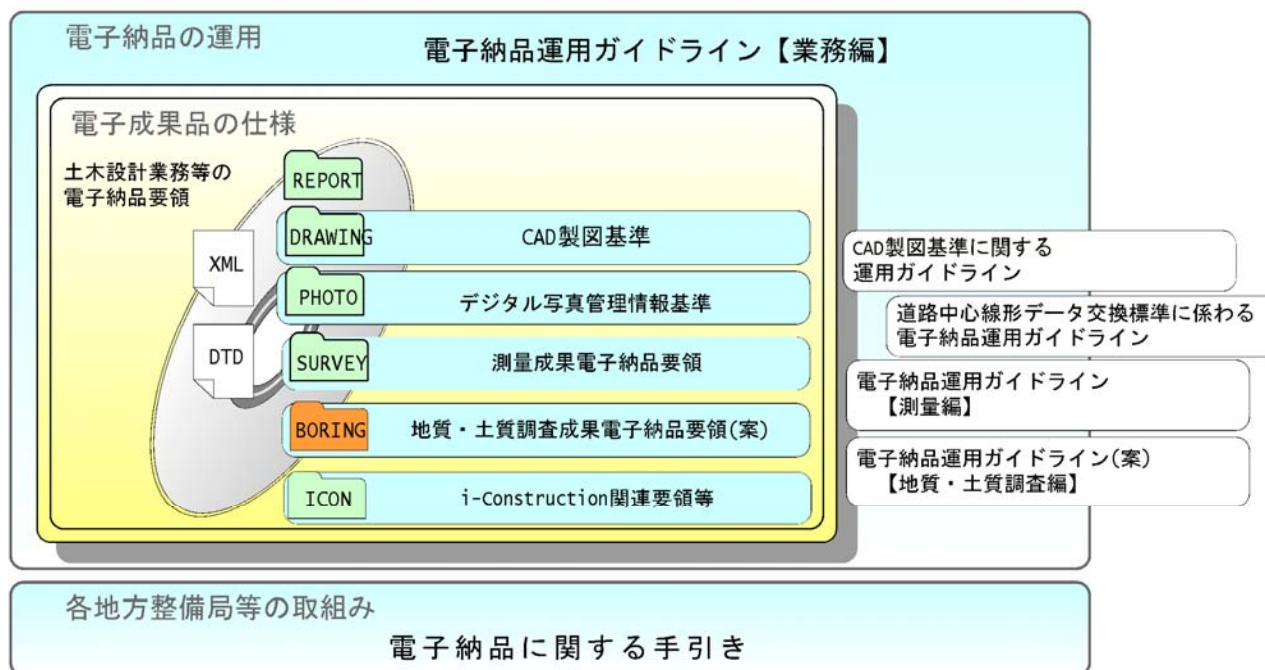 電子納品の運用
電子納品運用ガイドライン【業務編】
電子成果品の仕様
土木設計業務等の
電子納品要領
XML
DTD
REPORT
DRAWING
CAD製図基準
PHOTO
デジタル写真管理情報基準
SURVEY
測量成果電子納品要領
BORING
地質・土質調査成果電子納品要領(案)
ICON
i-Construction関連要領等
CAD製図基準に関する
運用ガイドライン
道路中心線形データ交換標準に係わる
電子納品運用ガイドライン
電子納品運用ガイドライン
【測量編】
電子納品運用ガイドライン(案)
【地質・土質調査編】
各地方整備局等の取組み
電子納品に関する手引き